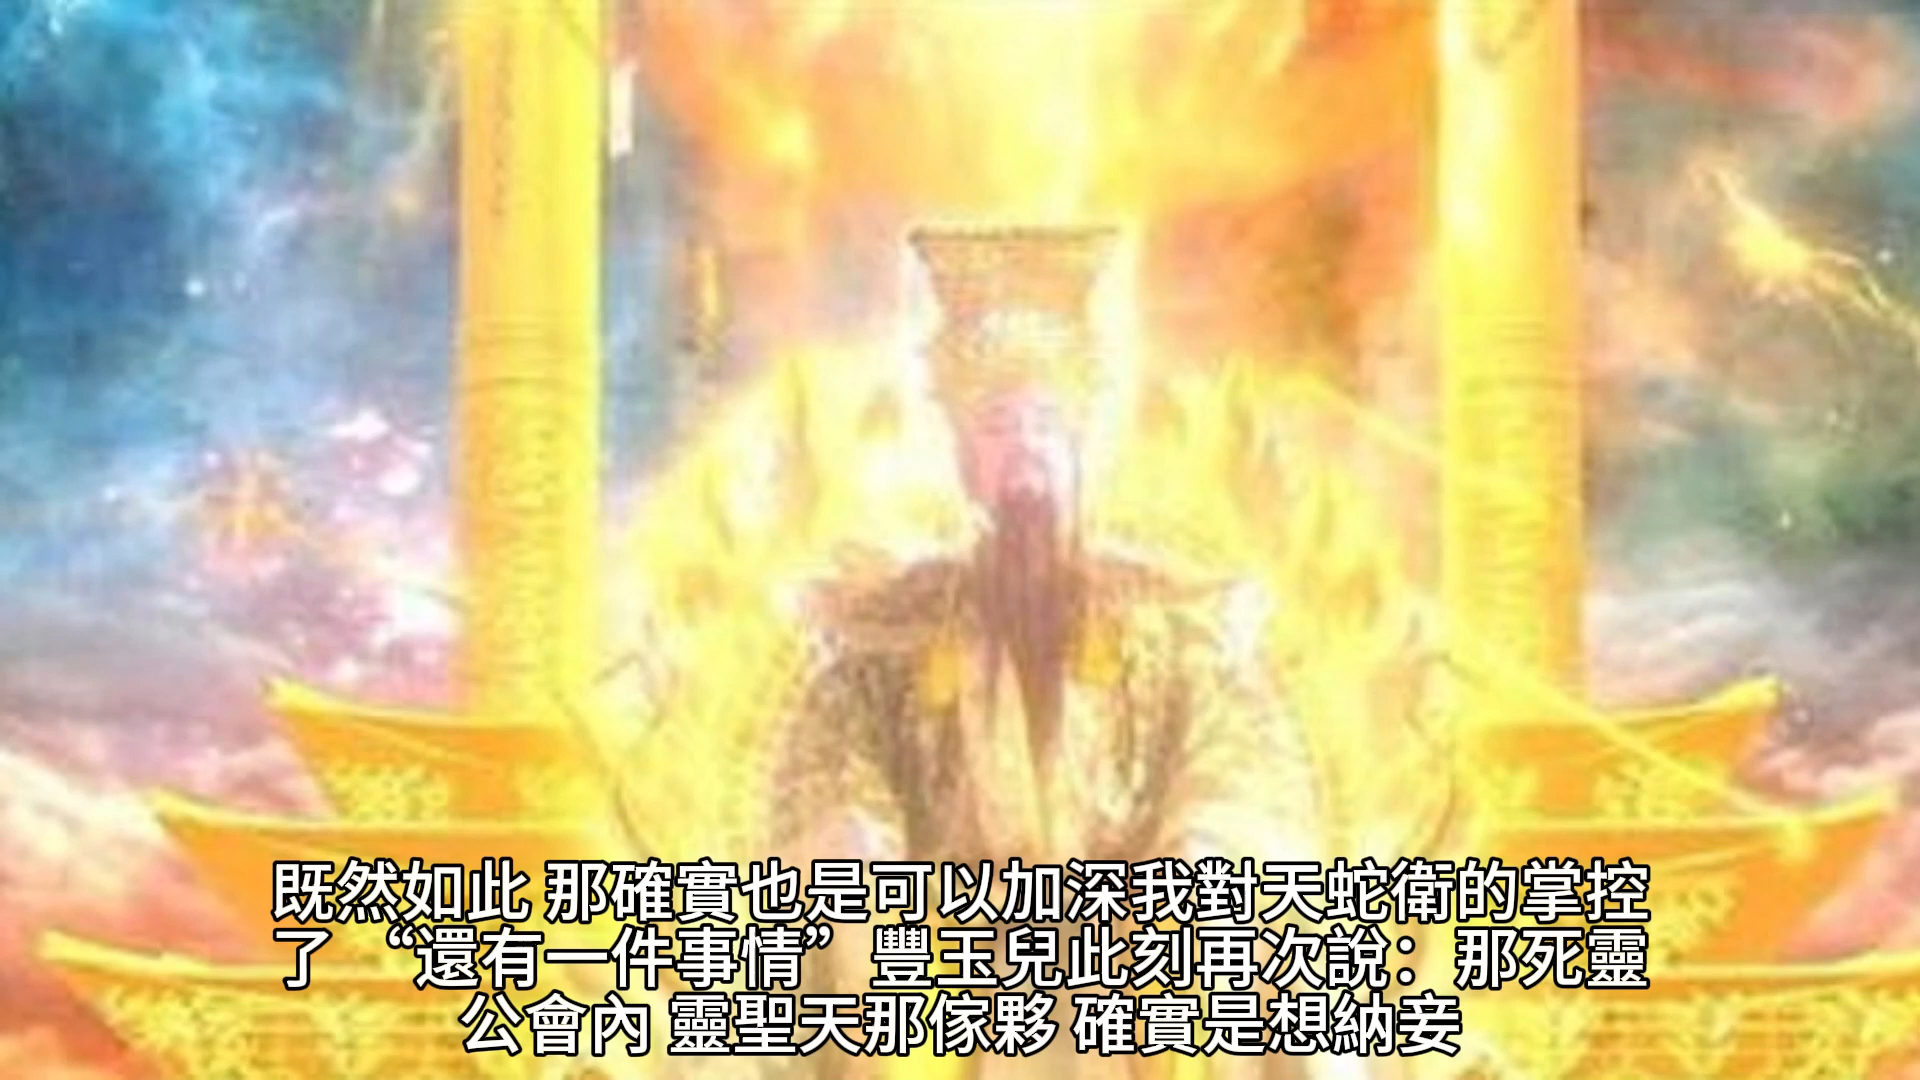 既然如此 那確實也是可以加深我對天蛇衛的掌控
了 “還有一件事情”豐玉兒此刻再次說：那死靈
公會內 靈聖天那傢夥 確實是想納妾